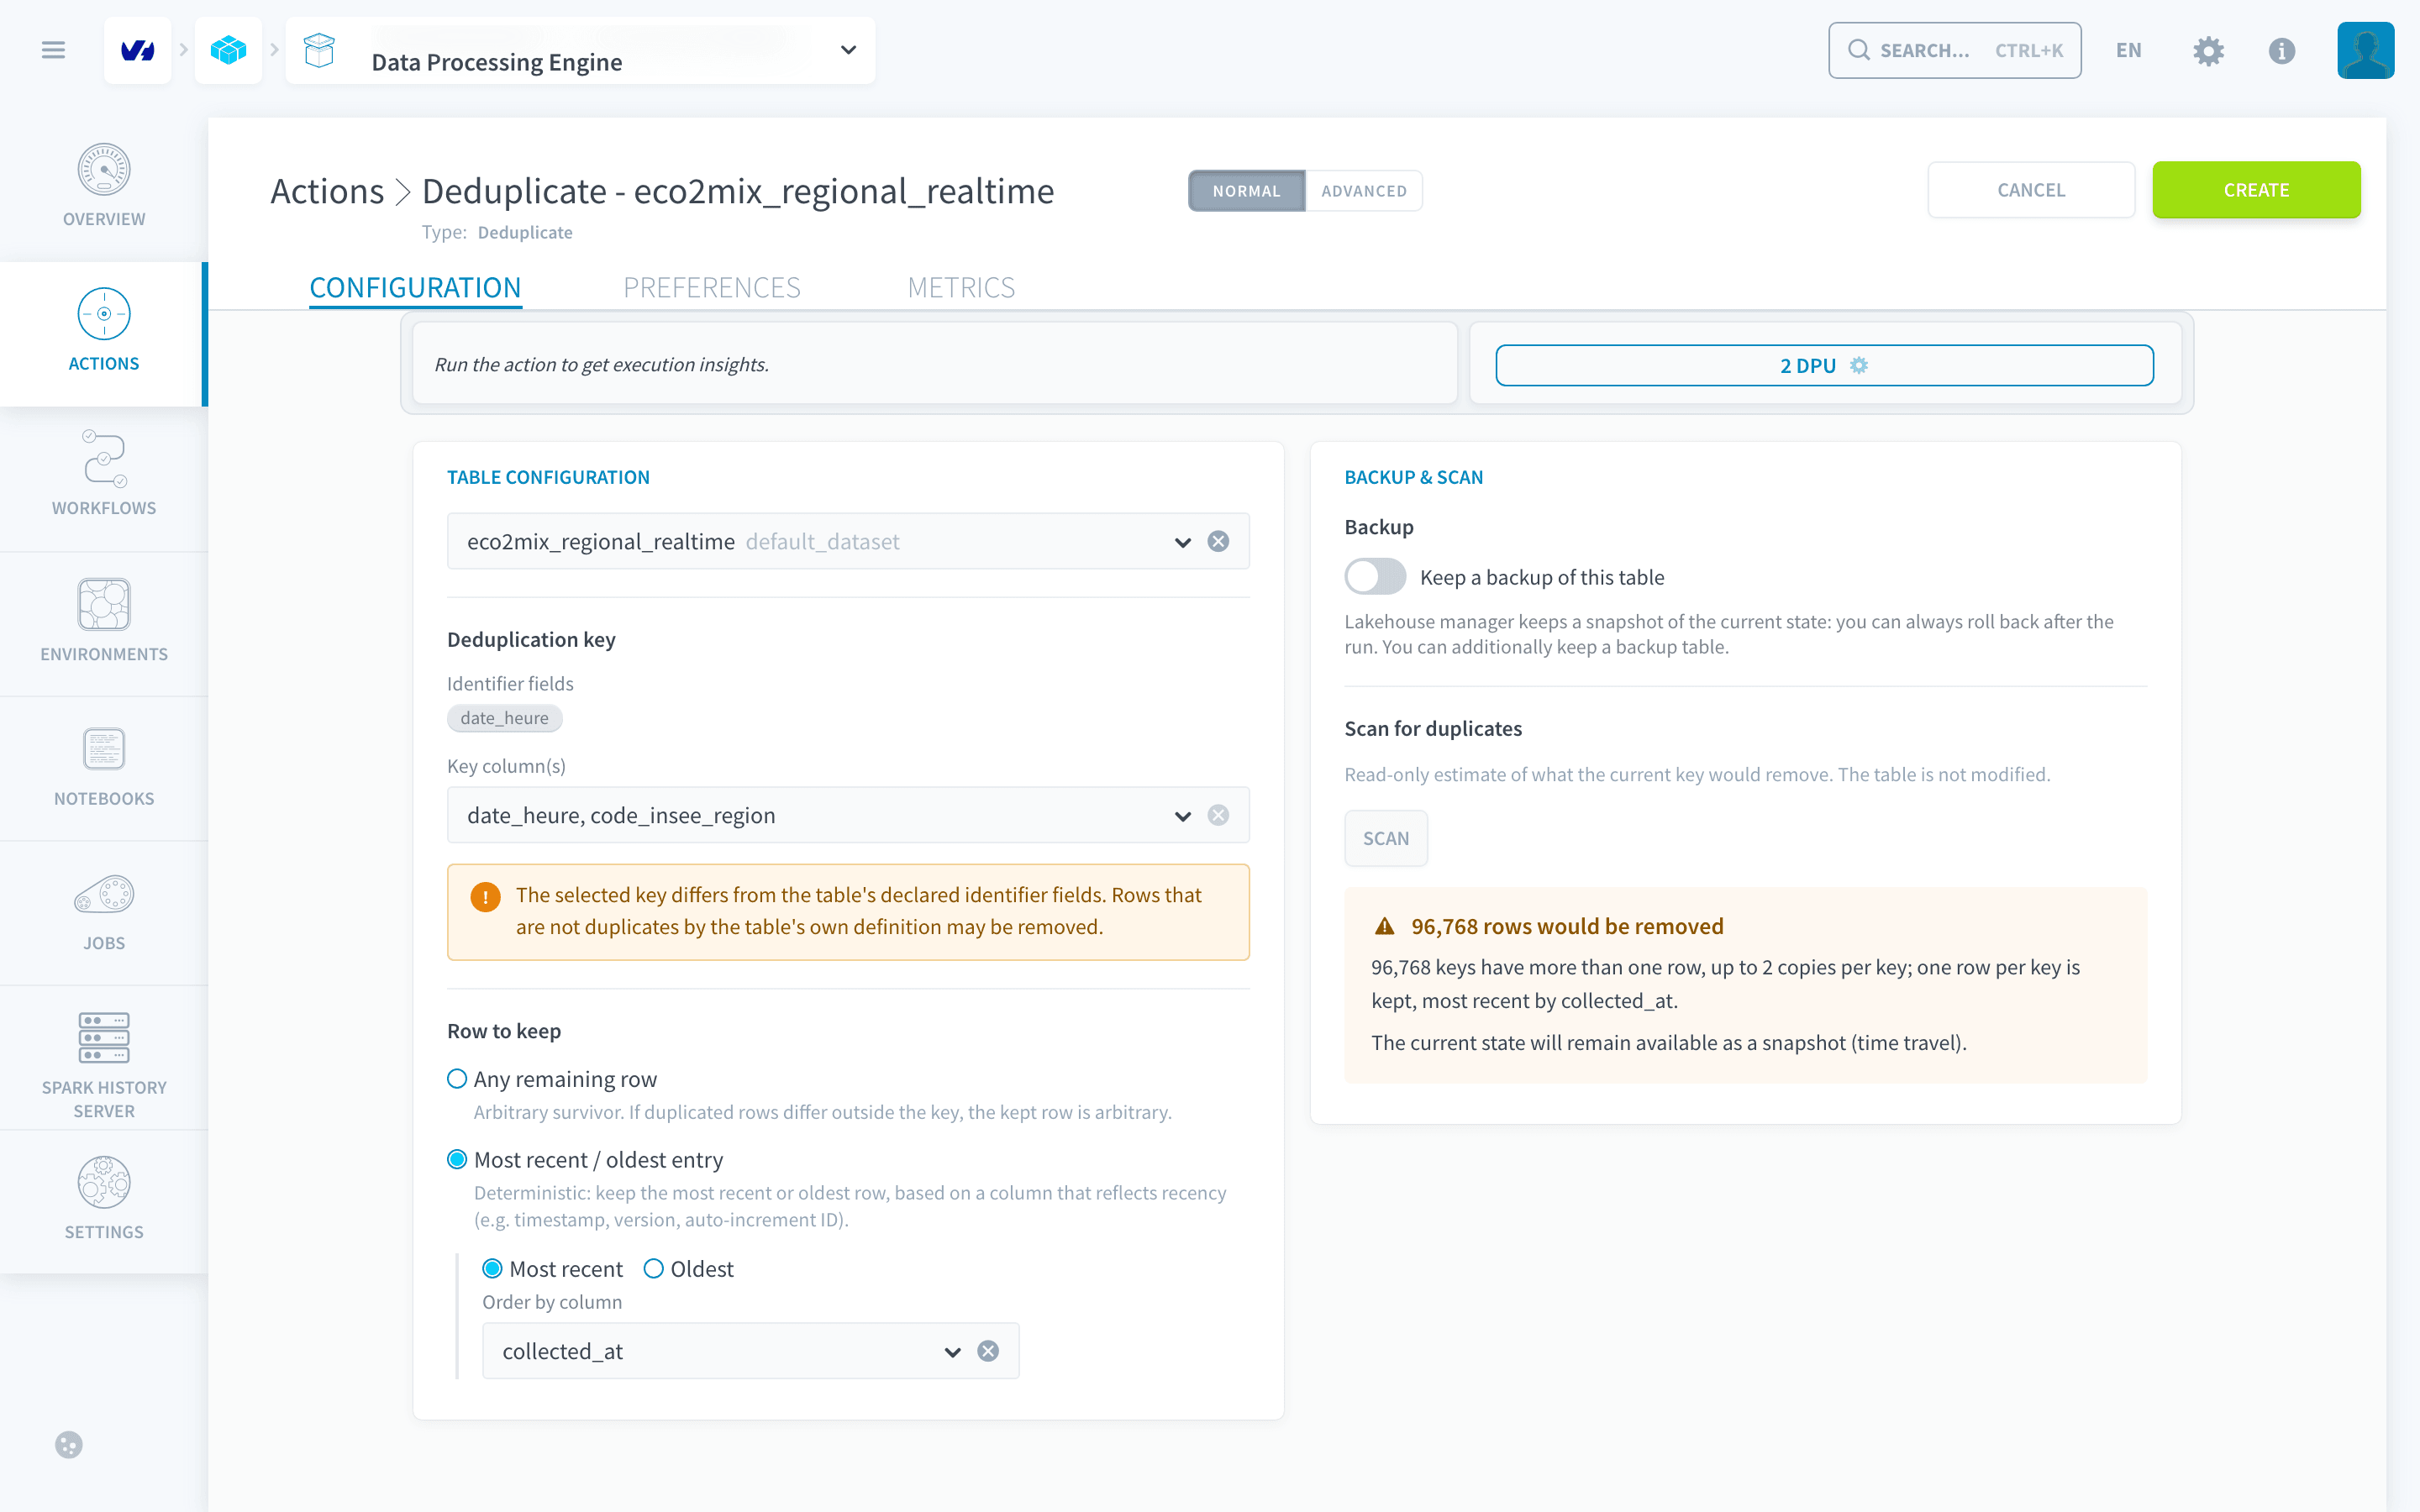 Data Processing Engine
SEARCH... CTRL+K
EN
OVERVIEW
ACTIONS
WORKFLOWS
ENVIRONMENTS
NOTEBOOKS
JOBS
SPARK HISTORY
SERVER
SETTINGS
Actions > Deduplicate - eco2mix_regional_realtime
Type: Deduplicate
NORMAL ADVANCED
CANCEL
CREATE
CONFIGURATION PREFERENCES METRICS
Run the action to get execution insights.
2 DPU
TABLE CONFIGURATION
eco2mix_regional_realtime default_dataset
Deduplication key
Identifier fields
date_heure
Key column(s)
date_heure, code_insee_region
The selected key differs from the table's declared identifier fields. Rows that
are not duplicates by the table's own definition may be removed.
Row to keep
Any remaining row
Arbitrary survivor. If duplicated rows differ outside the key, the kept row is arbitrary.
Most recent / oldest entry
Deterministic: keep the most recent or oldest row, based on a column that reflects recency
(e.g. timestamp, version, auto-increment ID).
Most recent Oldest
Order by column
collected_at
BACKUP & SCAN
Backup
Keep a backup of this table
Lakehouse manager keeps a snapshot of the current state: you can always roll back after the
run. You can additionally keep a backup table.
Scan for duplicates
Read-only estimate of what the current key would remove. The table is not modified.
SCAN
96,768 rows would be removed
96,768 keys have more than one row, up to 2 copies per key; one row per key is
kept, most recent by collected_at.
The current state will remain available as a snapshot (time travel).